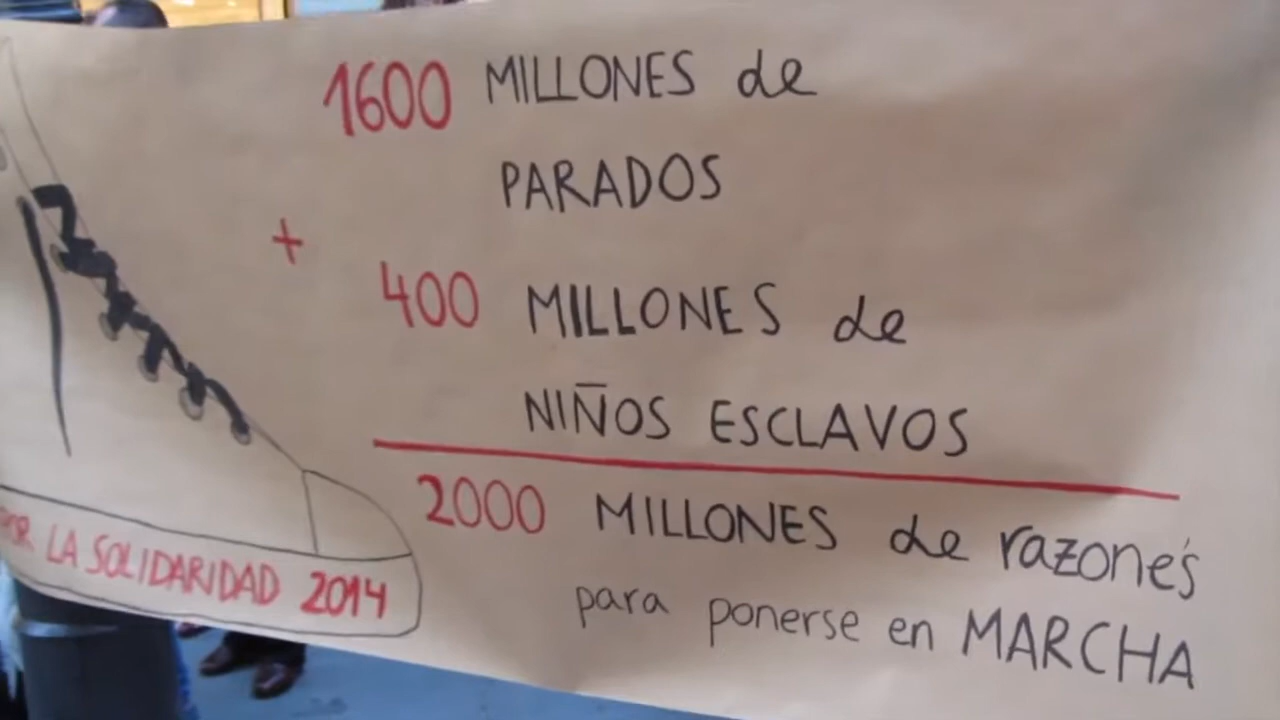 1600 MILLONES de
PARADOS
+
400 MILLONES de
NIÑOS ESCLAVOS
2000 MILLONES de razones
para ponerse en MARCHA
POR LA SOLIDARIDAD 2014